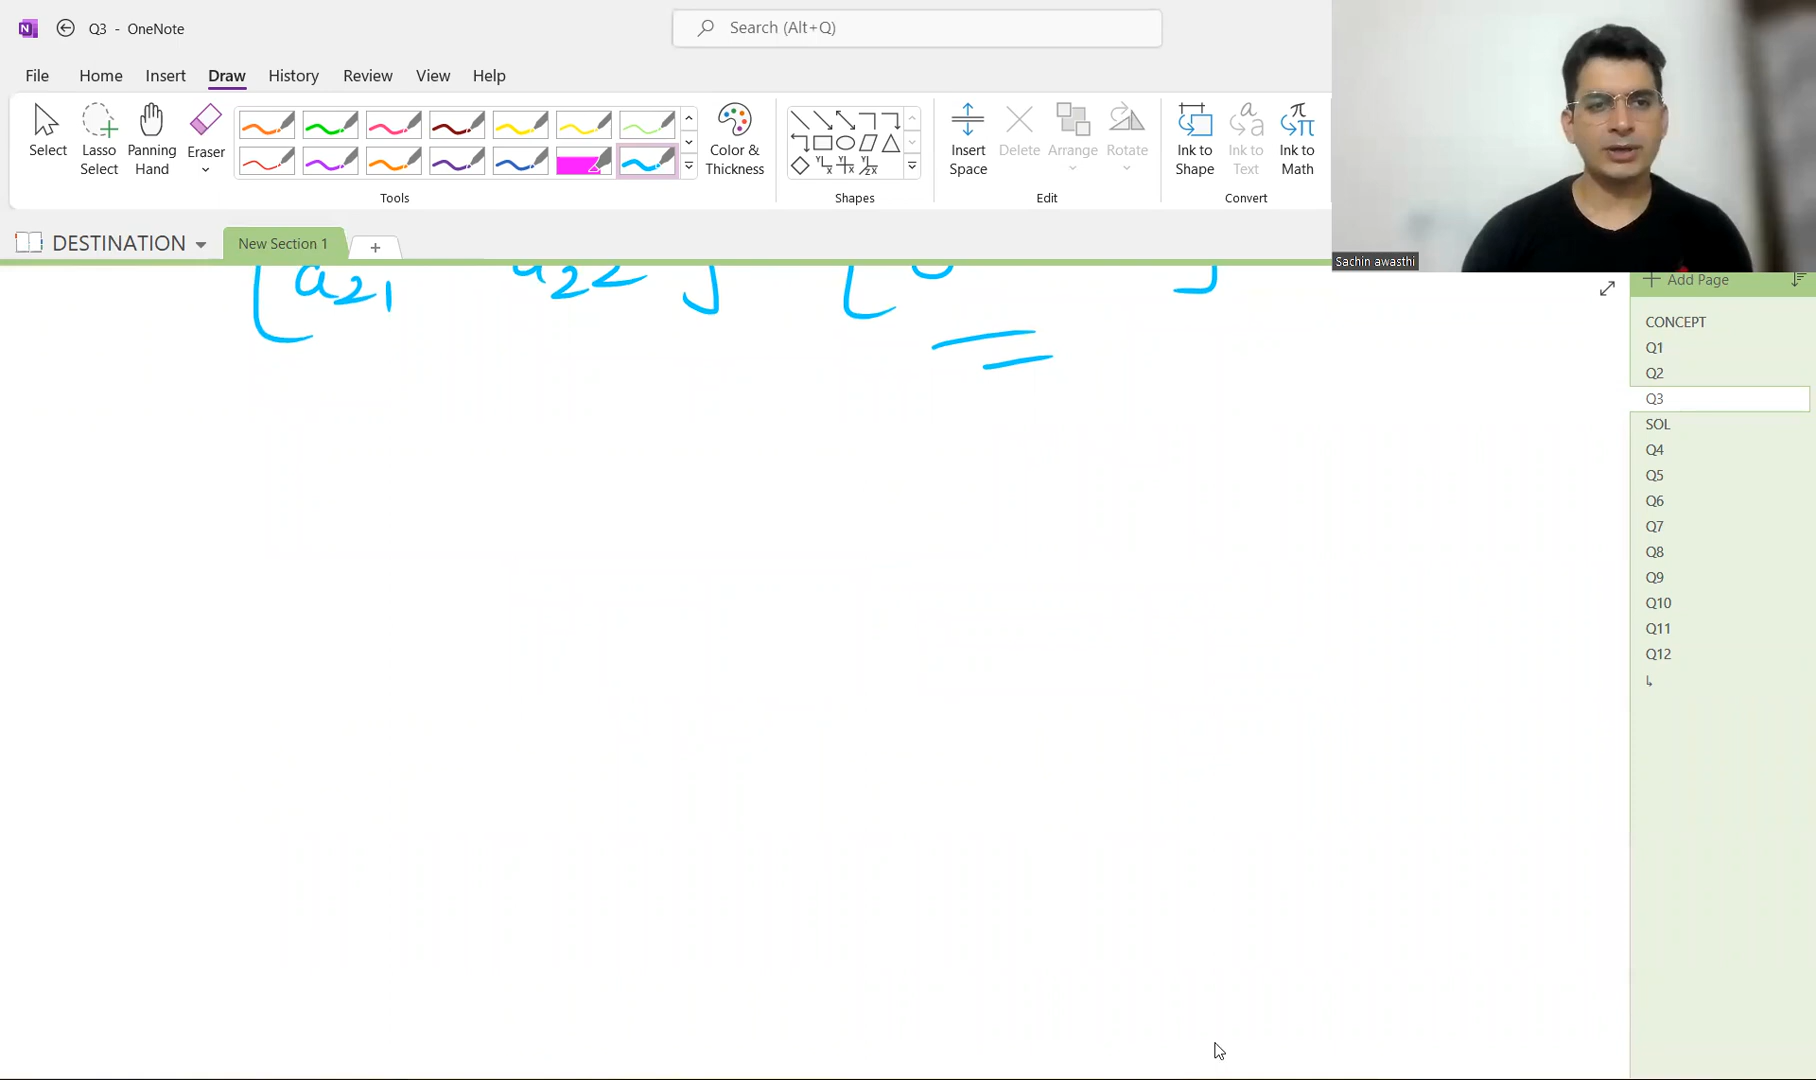 Q3 - OneNote
Search (Alt+Q)
File Home Insert Draw History Review View Help
Select
Lasso Select
Panning Hand
Eraser
Color & Thickness
Insert Space
Delete
Arrange
Rotate
Ink to Shape
Ink to Text
Ink to Math
Tools
Shapes
Edit
Convert
Sachin awasthi
DESTINATION
New Section 1
+
Add Page
a21 a22
CONCEPT
Q1
Q2
Q3
SOL
Q4
Q5
Q6
Q7
Q8
Q9
Q10
Q11
Q12